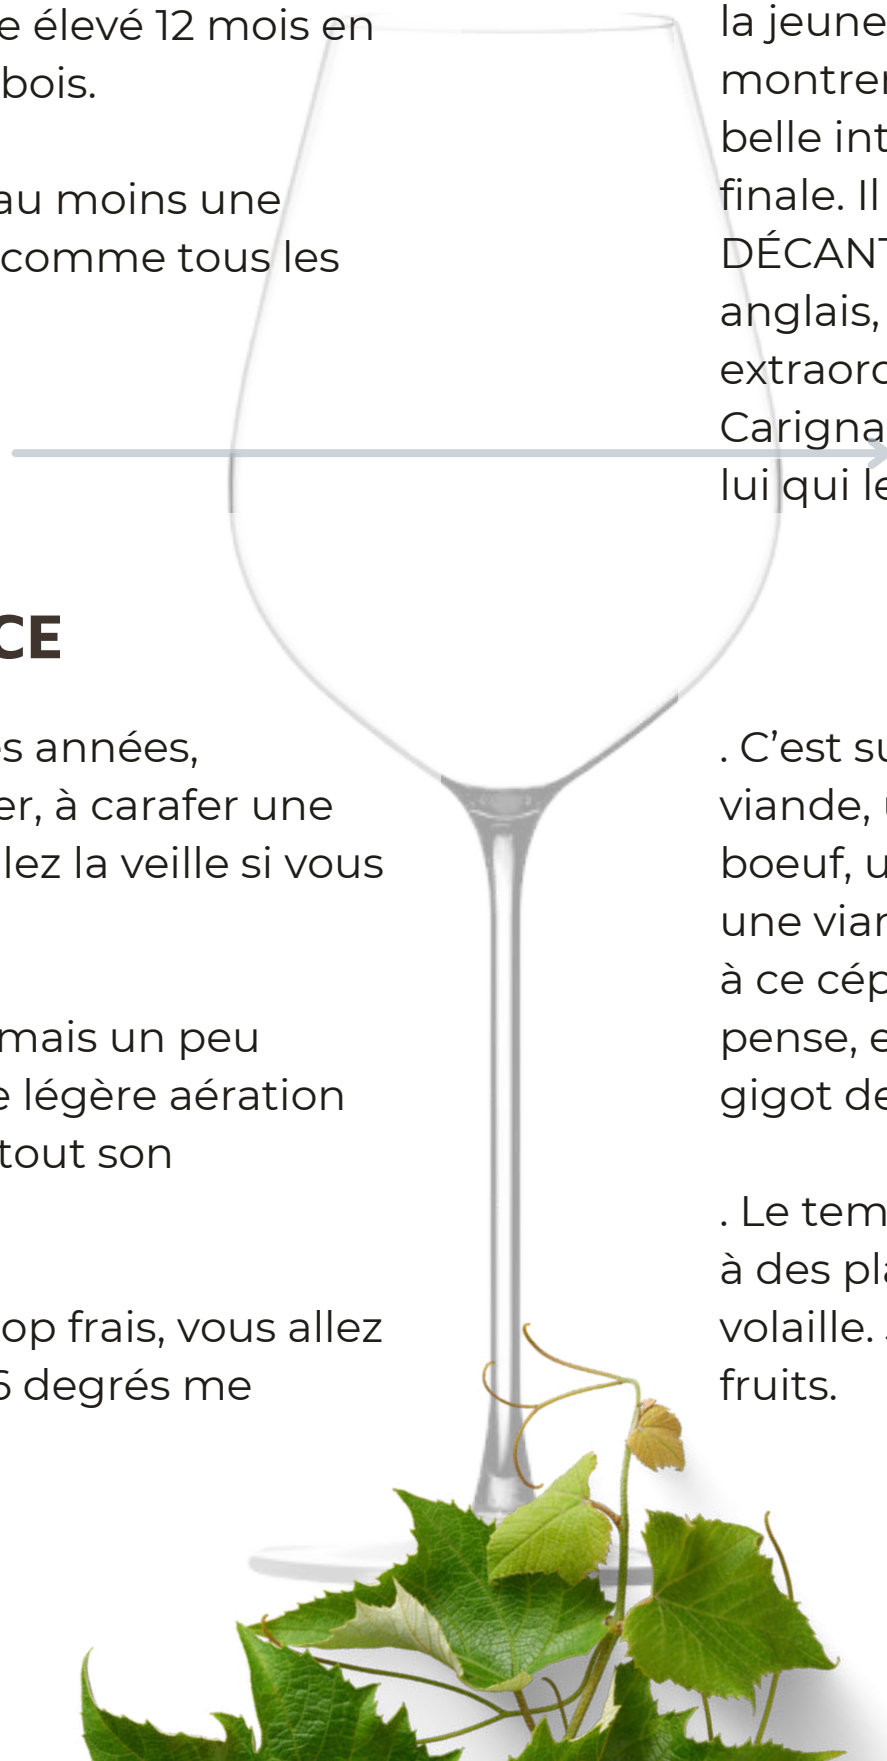 e élevé 12 mois en
bois.
au moins une
comme tous les
CE
s années,
er, à carafer une
lez la veille si vous
mais un peu
e légère aération
tout son
op frais, vous allez
6 degrés me
la jeune
montrer
belle int
finale. Il
DÉCANT
anglais,
extraord
Carigna
lui qui le
. C’est su
viande, u
boeuf, u
une vian
à ce cép
pense, e
gigot de
. Le tem
à des pla
volaille. J
fruits.